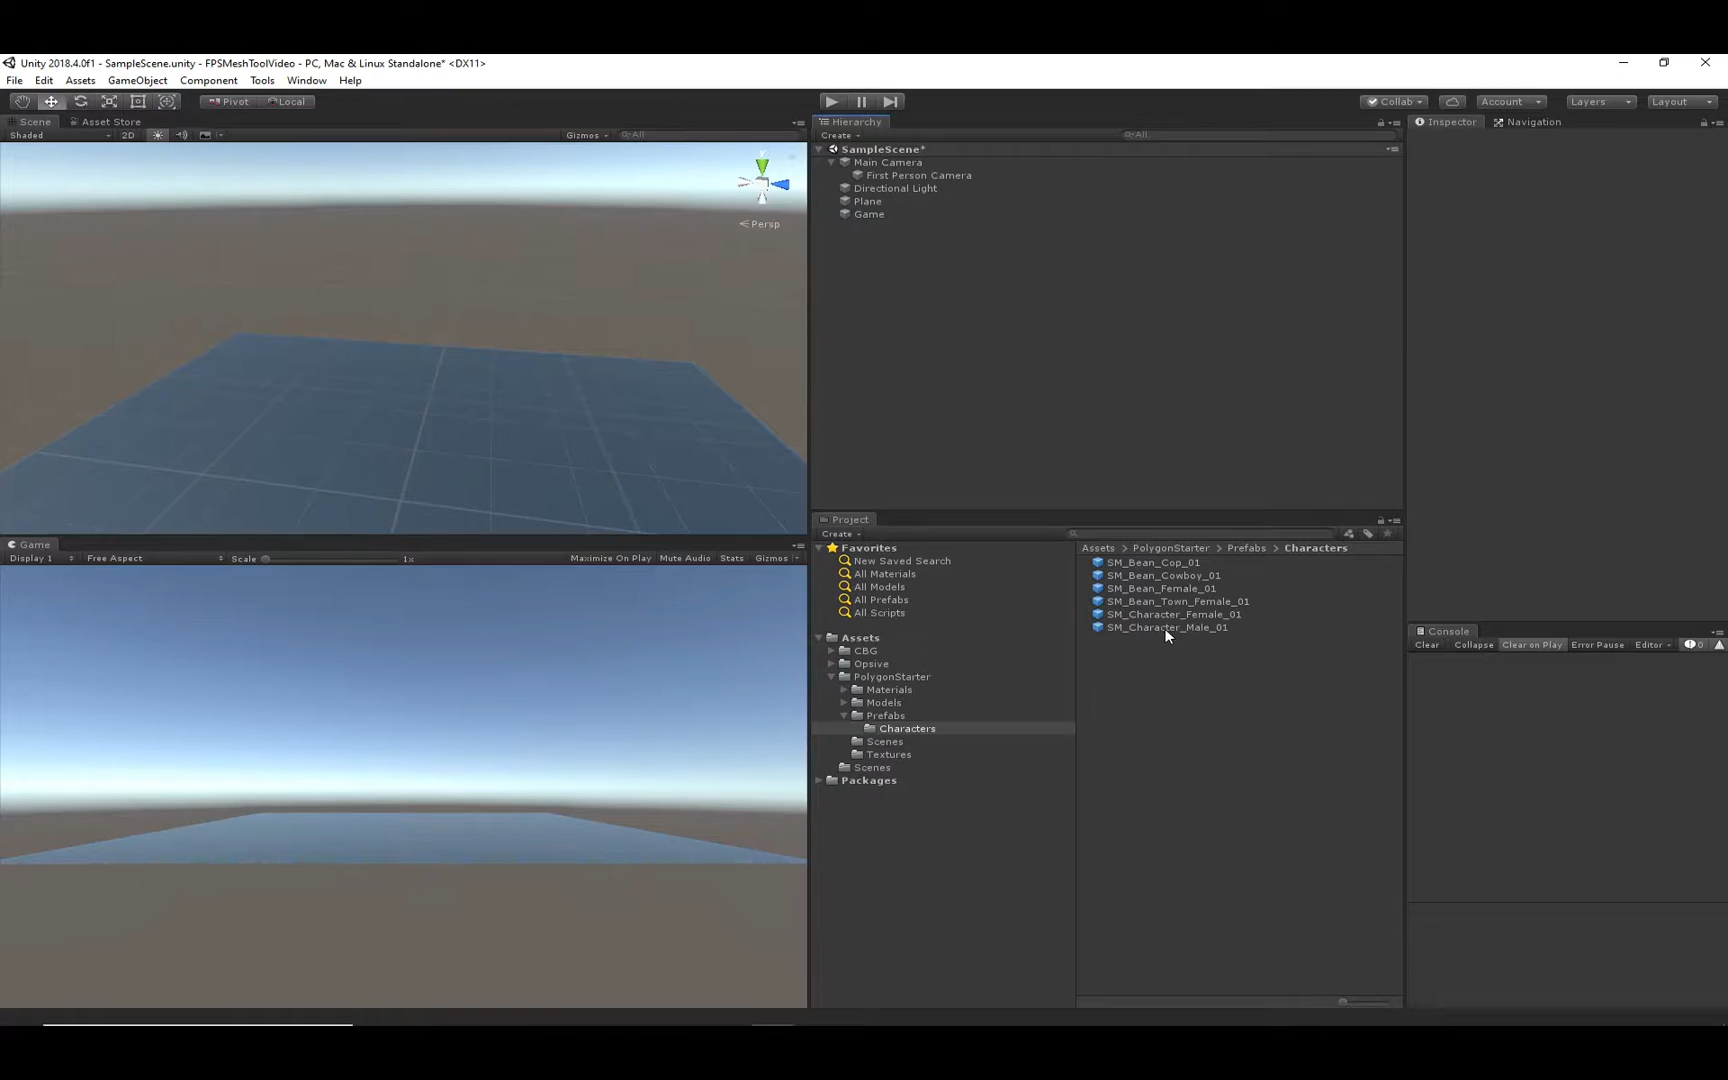 Unity 2018.4.0f1 - SampleScene.unity - FPSMeshToolVideo - PC, Mac & Linux Standalone* <DX11>
File Edit Assets GameObject Component Tools Window Help
Pivot Local Collab Account Layers Layout
Scene Asset Store
Shaded 2D Gizmos All
Persp
Hierarchy
Create All
SampleScene*
Main Camera
First Person Camera
Directional Light
Plane
Game
Inspector Navigation
Game
Display 1 Free Aspect Scale 1x Maximize On Play Mute Audio Stats Gizmos
Project
Create
Favorites
New Saved Search
All Materials
All Models
All Prefabs
All Scripts
Assets
CBG
Opsive
PolygonStarter
Materials
Models
Prefabs
Characters
Scenes
Textures
Scenes
Packages
Assets > PolygonStarter > Prefabs > Characters
SM_Bean_Cop_01
SM_Bean_Cowboy_01
SM_Bean_Female_01
SM_Bean_Town_Female_01
SM_Character_Female_01
SM_Character_Male_01
Console
Clear Collapse Clear on Play Error Pause Editor 0